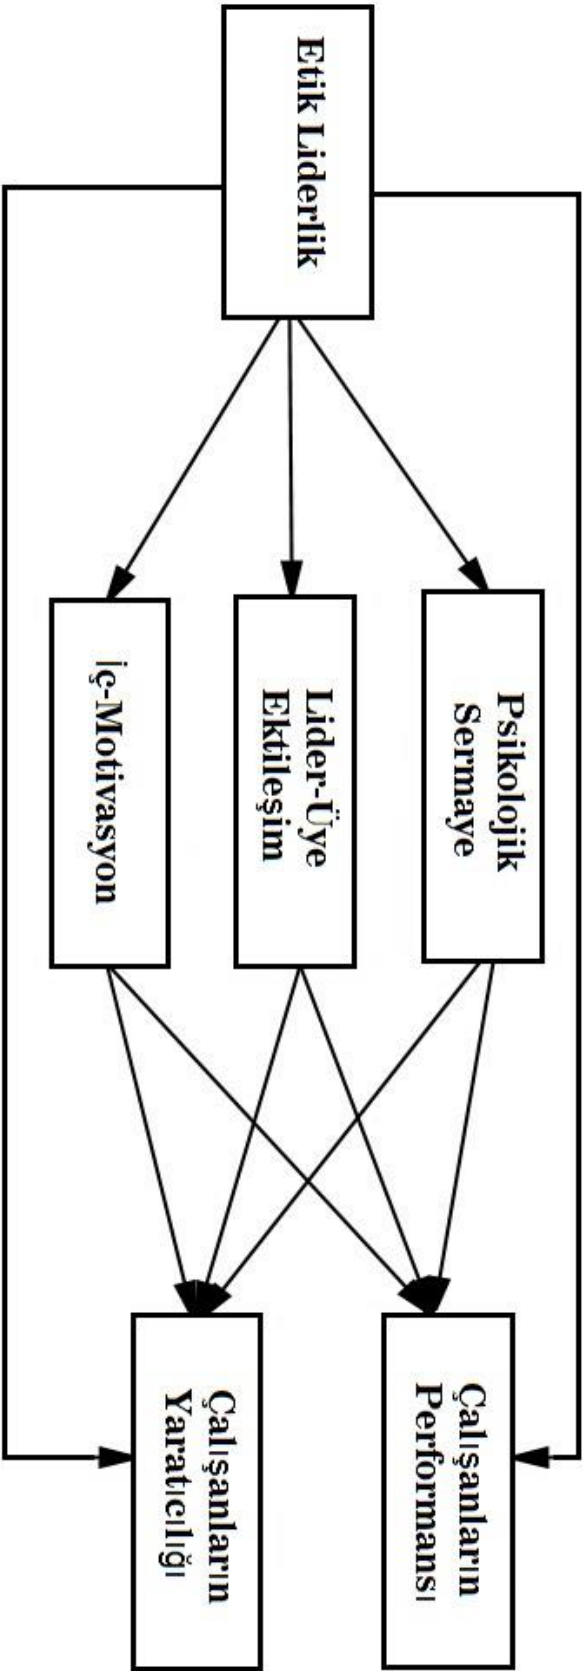 Etik Liderlik
Psikolojik
Sermaye
Lider-Üye
Ektileşim
İç-Motivasyon
Çalışanların
Performansı
Çalışanların
Yaratıcılığı